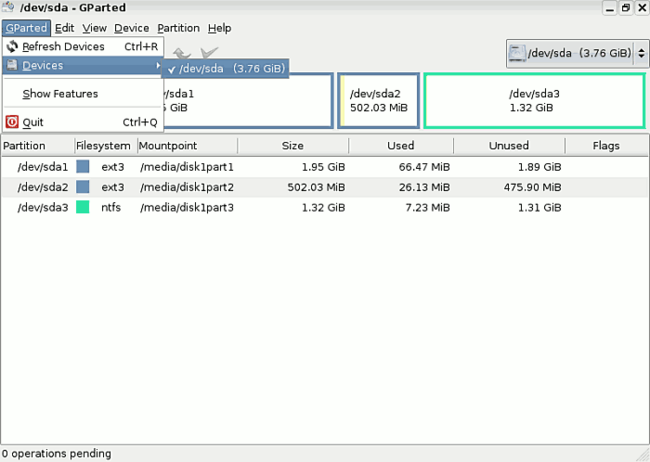 /dev/sda - GParted
GParted Edit View Device Partition Help
Refresh Devices Ctrl+R
Devices
✓ /dev/sda (3.76 GiB)
/dev/sda (3.76 GiB)
Show Features
Quit Ctrl+Q
/sda1
GiB
/dev/sda2
502.03 MiB
/dev/sda3
1.32 GiB
Partition Filesystem Mountpoint Size Used Unused Flags
/dev/sda1 ext3 /media/disk1part1 1.95 GiB 66.47 MiB 1.89 GiB
/dev/sda2 ext3 /media/disk1part2 502.03 MiB 26.13 MiB 475.90 MiB
/dev/sda3 ntfs /media/disk1part3 1.32 GiB 7.23 MiB 1.31 GiB
0 operations pending